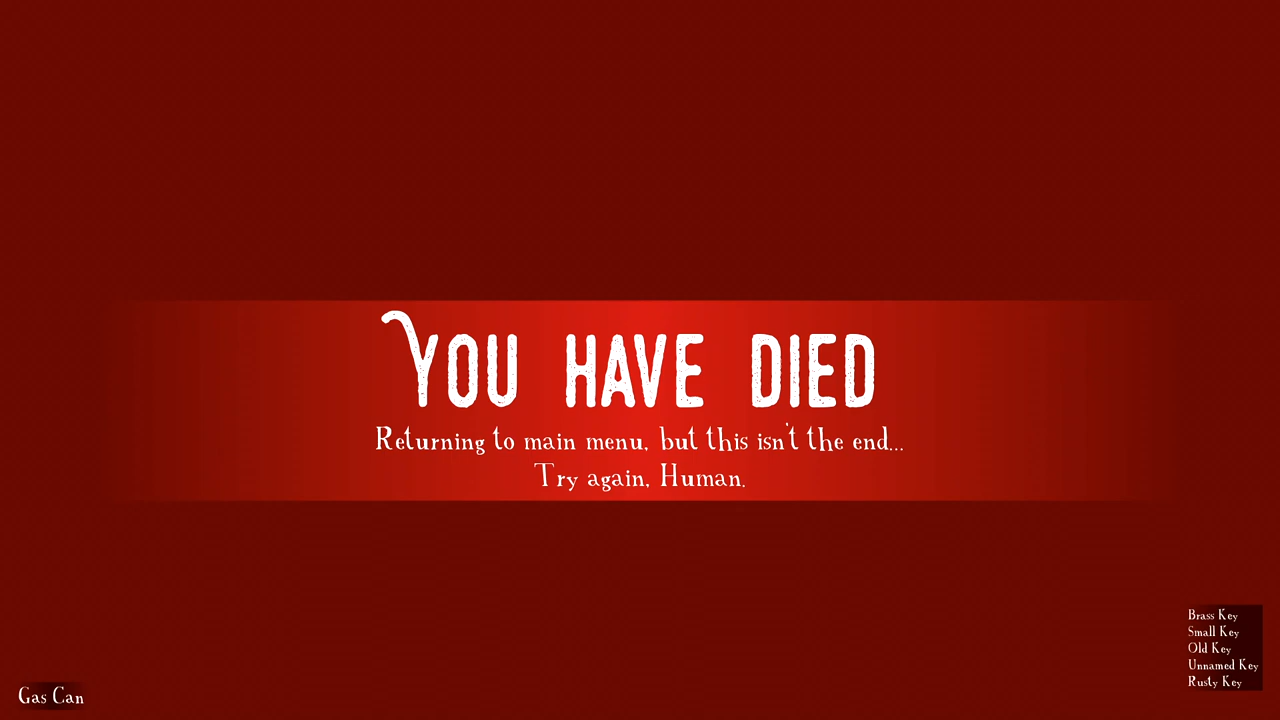 YOU HAVE DIED
Returning to main menu, but this isn't the end...
Try again, Human.
Brass Key
Small Key
Old Key
Unnamed Key
Rusty Key
Gas Can